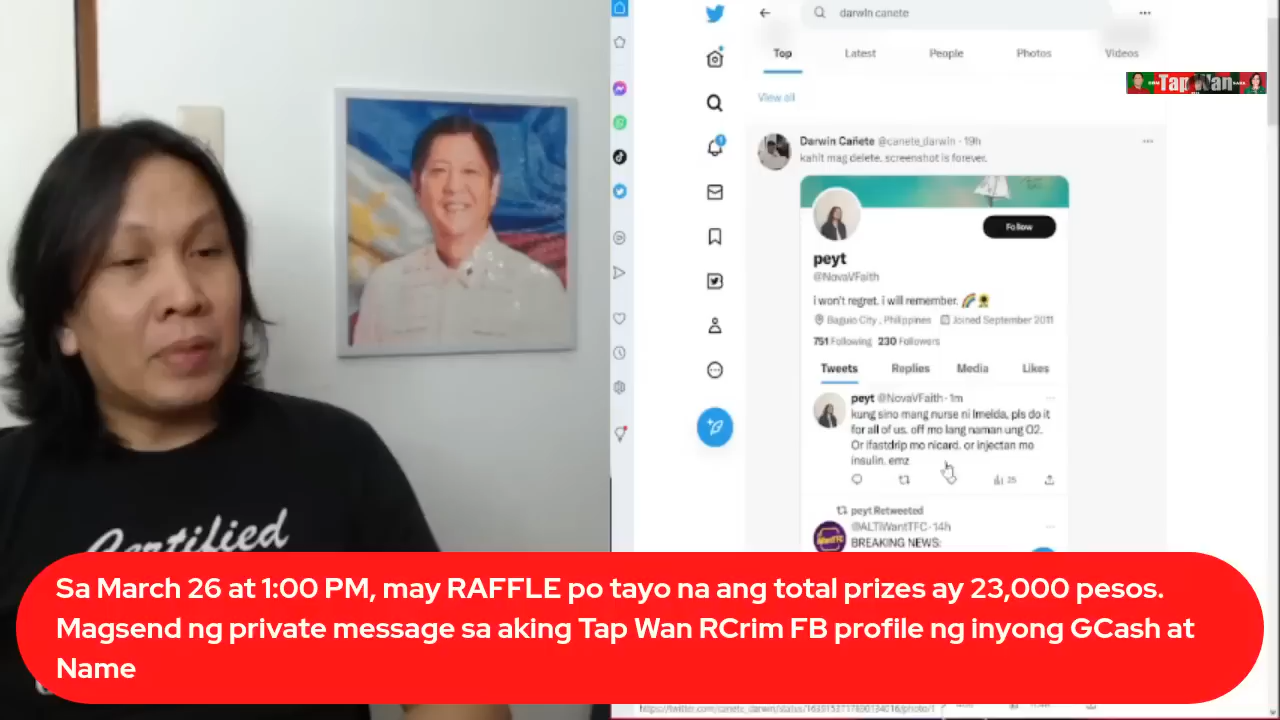 Certified
darwin canete
Top
Latest
People
Photos
Videos
Tap Wan
View all
Darwin Cañete @canete_darwin · 19h
kahit mag delete. screenshot is forever.
Follow
peyt
@NovaVFaith
i won't regret. i will remember.
Baguio City , Philippines Joined September 2011
751 Following 230 Followers
Tweets
Replies
Media
Likes
peyt @NovaVFaith · 1m
kung sino mang nurse ni Imelda, pls do it
for all of us. off mo lang naman ung O2.
Or ifastdrip mo nicard. or injectan mo
insulin. emz
25
peyt Retweeted
@ALTIWantTFC · 14h
BREAKING NEWS:
Sa March 26 at 1:00 PM, may RAFFLE po tayo na ang total prizes ay 23,000 pesos.
Magsend ng private message sa aking Tap Wan RCrim FB profile ng inyong GCash at
Name